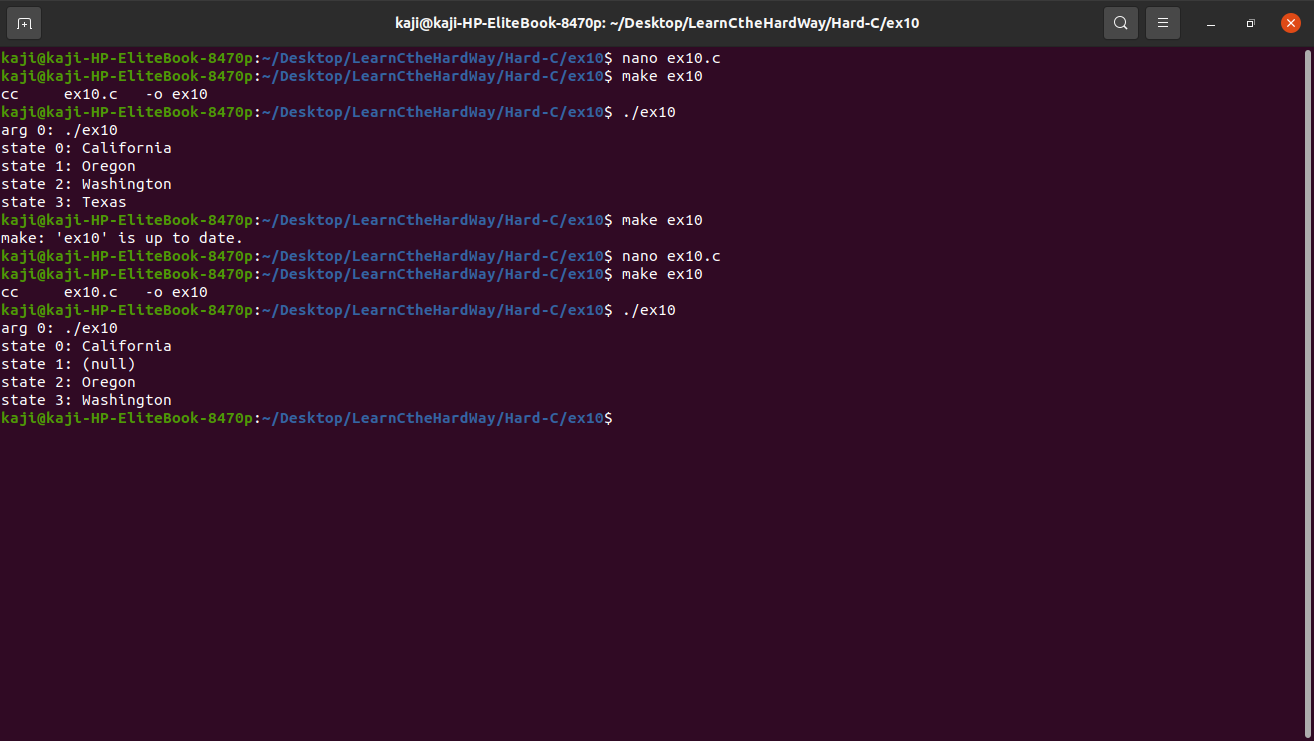 kaji@kaji-HP-EliteBook-8470p: ~/Desktop/LearnCtheHardWay/Hard-C/ex10
kaji@kaji-HP-EliteBook-8470p:~/Desktop/LearnCtheHardWay/Hard-C/ex10$ nano ex10.c
kaji@kaji-HP-EliteBook-8470p:~/Desktop/LearnCtheHardWay/Hard-C/ex10$ make ex10
cc     ex10.c   -o ex10
kaji@kaji-HP-EliteBook-8470p:~/Desktop/LearnCtheHardWay/Hard-C/ex10$ ./ex10
arg 0: ./ex10
state 0: California
state 1: Oregon
state 2: Washington
state 3: Texas
kaji@kaji-HP-EliteBook-8470p:~/Desktop/LearnCtheHardWay/Hard-C/ex10$ make ex10
make: 'ex10' is up to date.
kaji@kaji-HP-EliteBook-8470p:~/Desktop/LearnCtheHardWay/Hard-C/ex10$ nano ex10.c
kaji@kaji-HP-EliteBook-8470p:~/Desktop/LearnCtheHardWay/Hard-C/ex10$ make ex10
cc     ex10.c   -o ex10
kaji@kaji-HP-EliteBook-8470p:~/Desktop/LearnCtheHardWay/Hard-C/ex10$ ./ex10
arg 0: ./ex10
state 0: California
state 1: (null)
state 2: Oregon
state 3: Washington
kaji@kaji-HP-EliteBook-8470p:~/Desktop/LearnCtheHardWay/Hard-C/ex10$